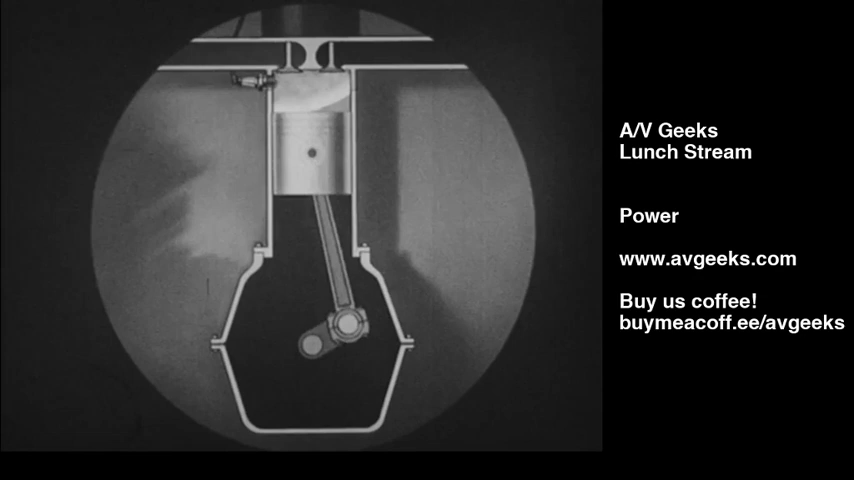 A/V Geeks
Lunch Stream
Power
www.avgeeks.com
Buy us coffee!
buymeacoff.ee/avgeeks